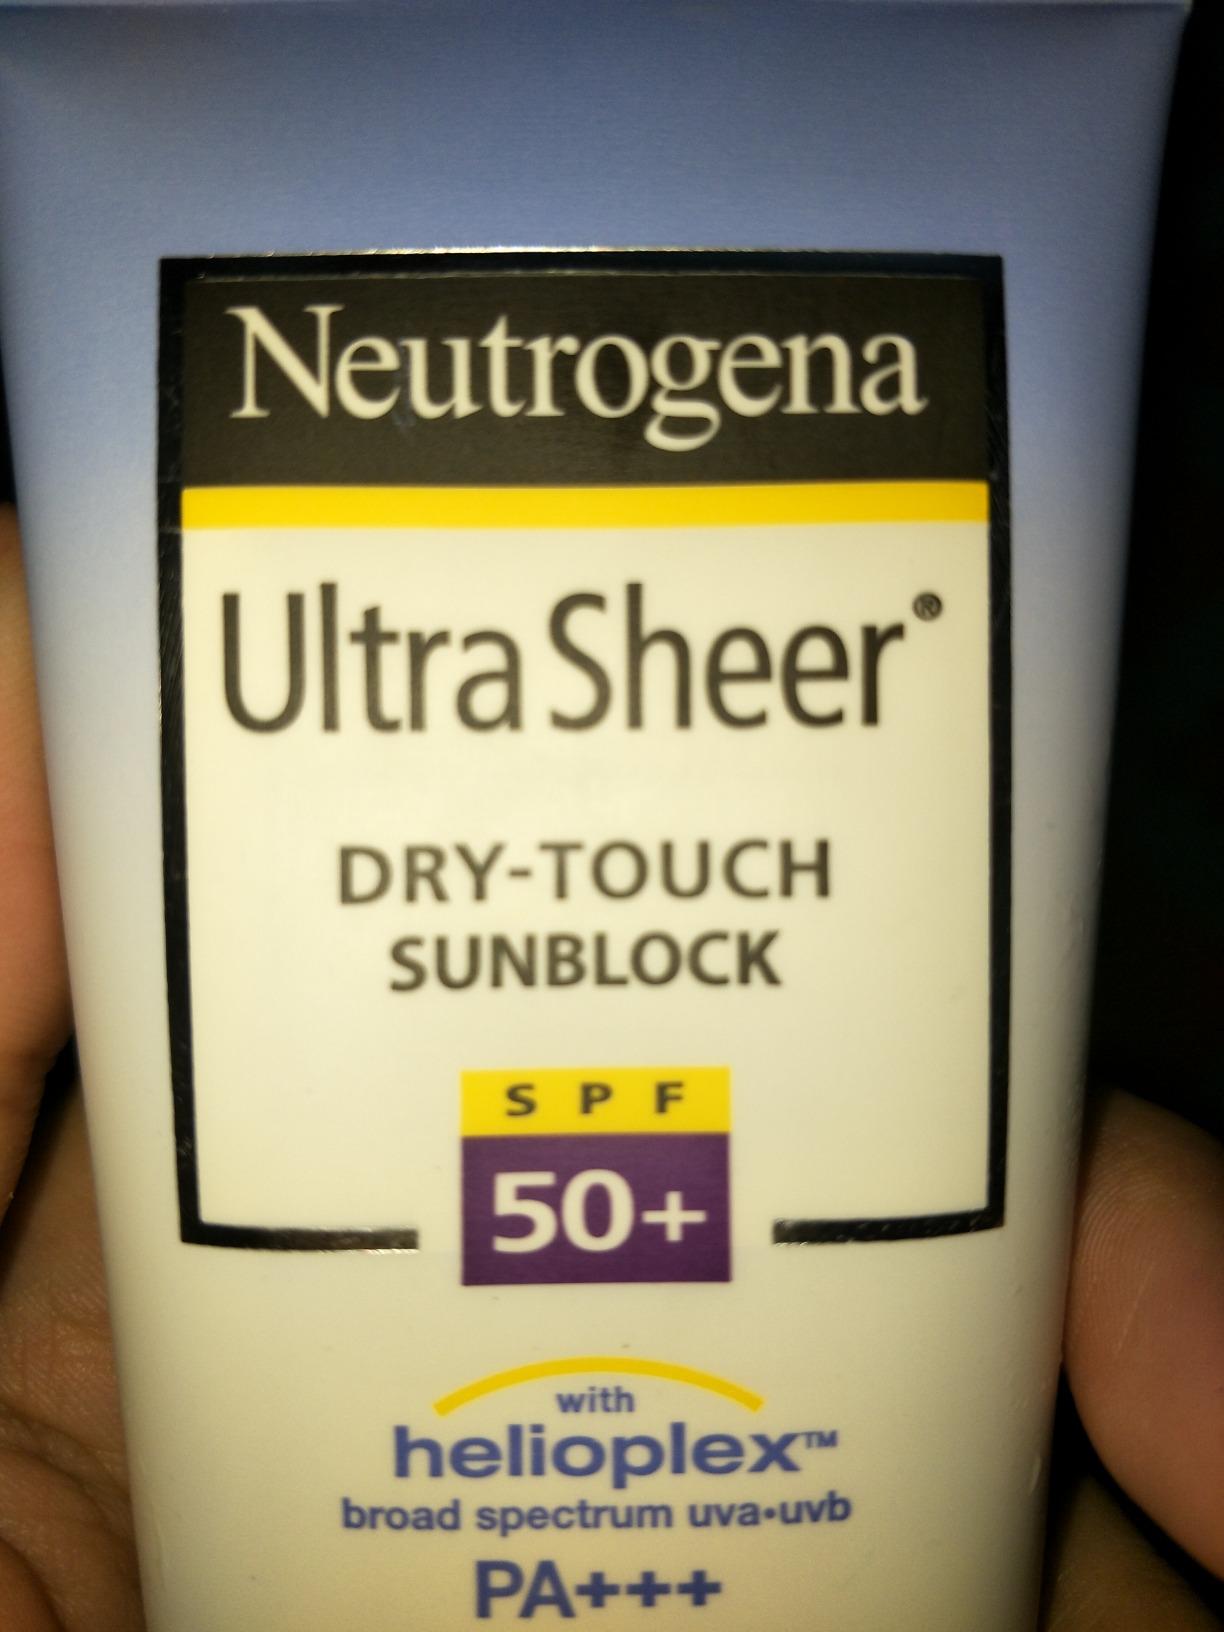 Neutrogena
Ultra Sheer®
DRY-TOUCH
SUNBLOCK
SPF
50+
with
helioplex™
broad spectrum uva•uvb
PA+++